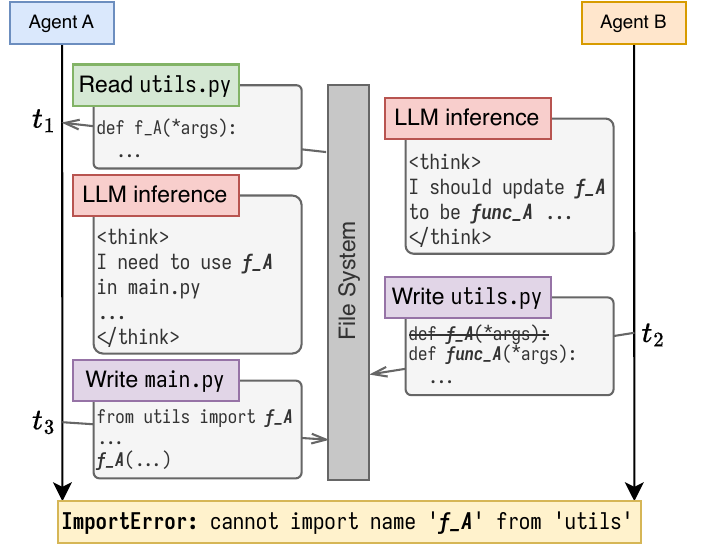 Agent A
Agent B
Read utils.py
t1
def f_A(*args):
...
LLM inference
<think>
I should update f_A
to be func_A ...
</think>
LLM inference
<think>
I need to use f_A
in main.py
...
</think>
File System
Write utils.py
t2
def f_A(*args):
def func_A(*args):
...
Write main.py
t3
from utils import f_A
...
f_A(...)
ImportError: cannot import name 'f_A' from 'utils'